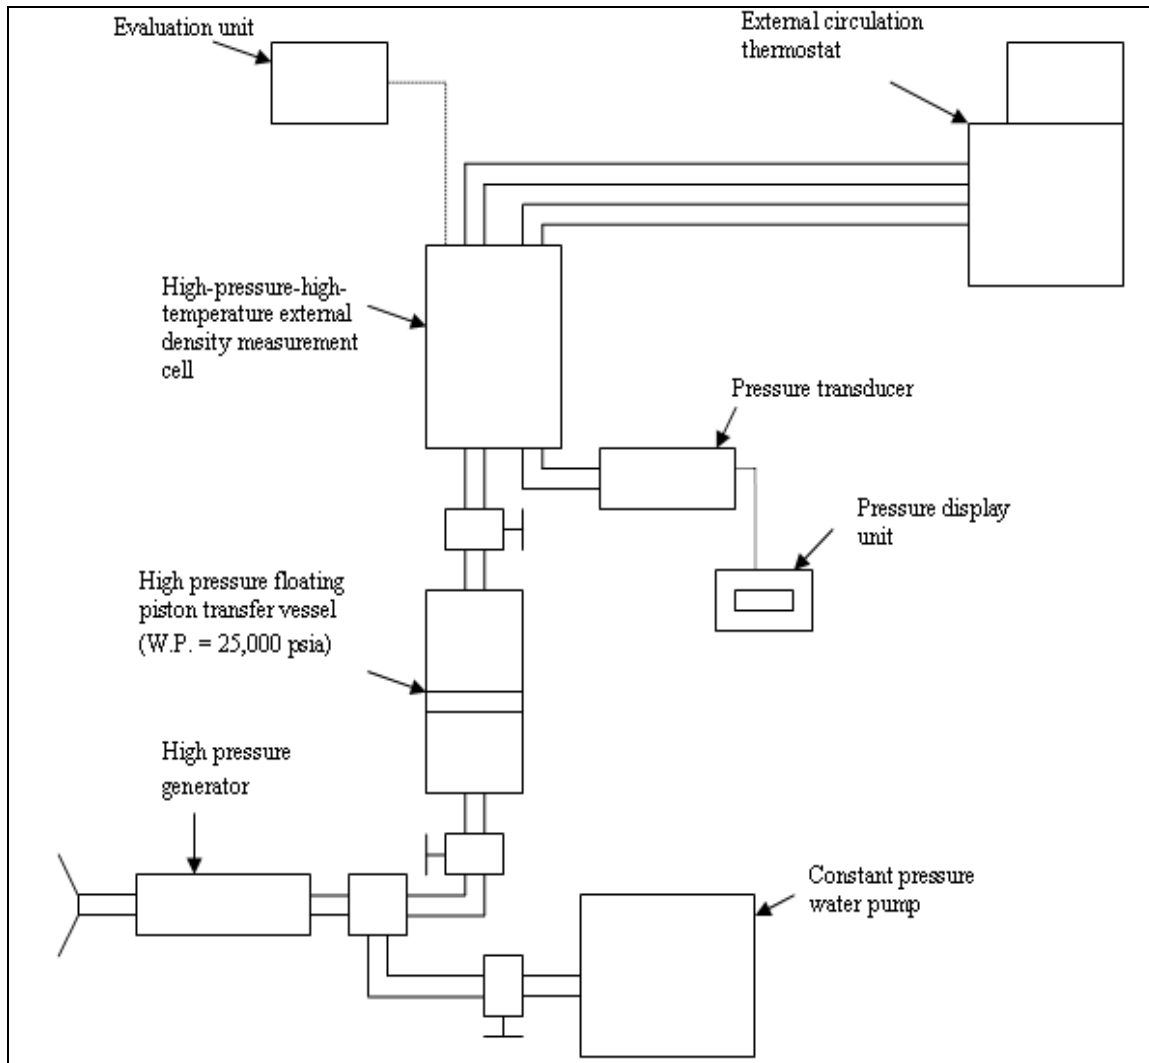 Evaluation unit
External circulation
thermostat
High-pressure-high-
temperature external
density measurement
cell
Pressure transducer
Pressure display
unit
High pressure floating
piston transfer vessel
(W.P. = 25,000 psia)
High pressure
generator
Constant pressure
water pump